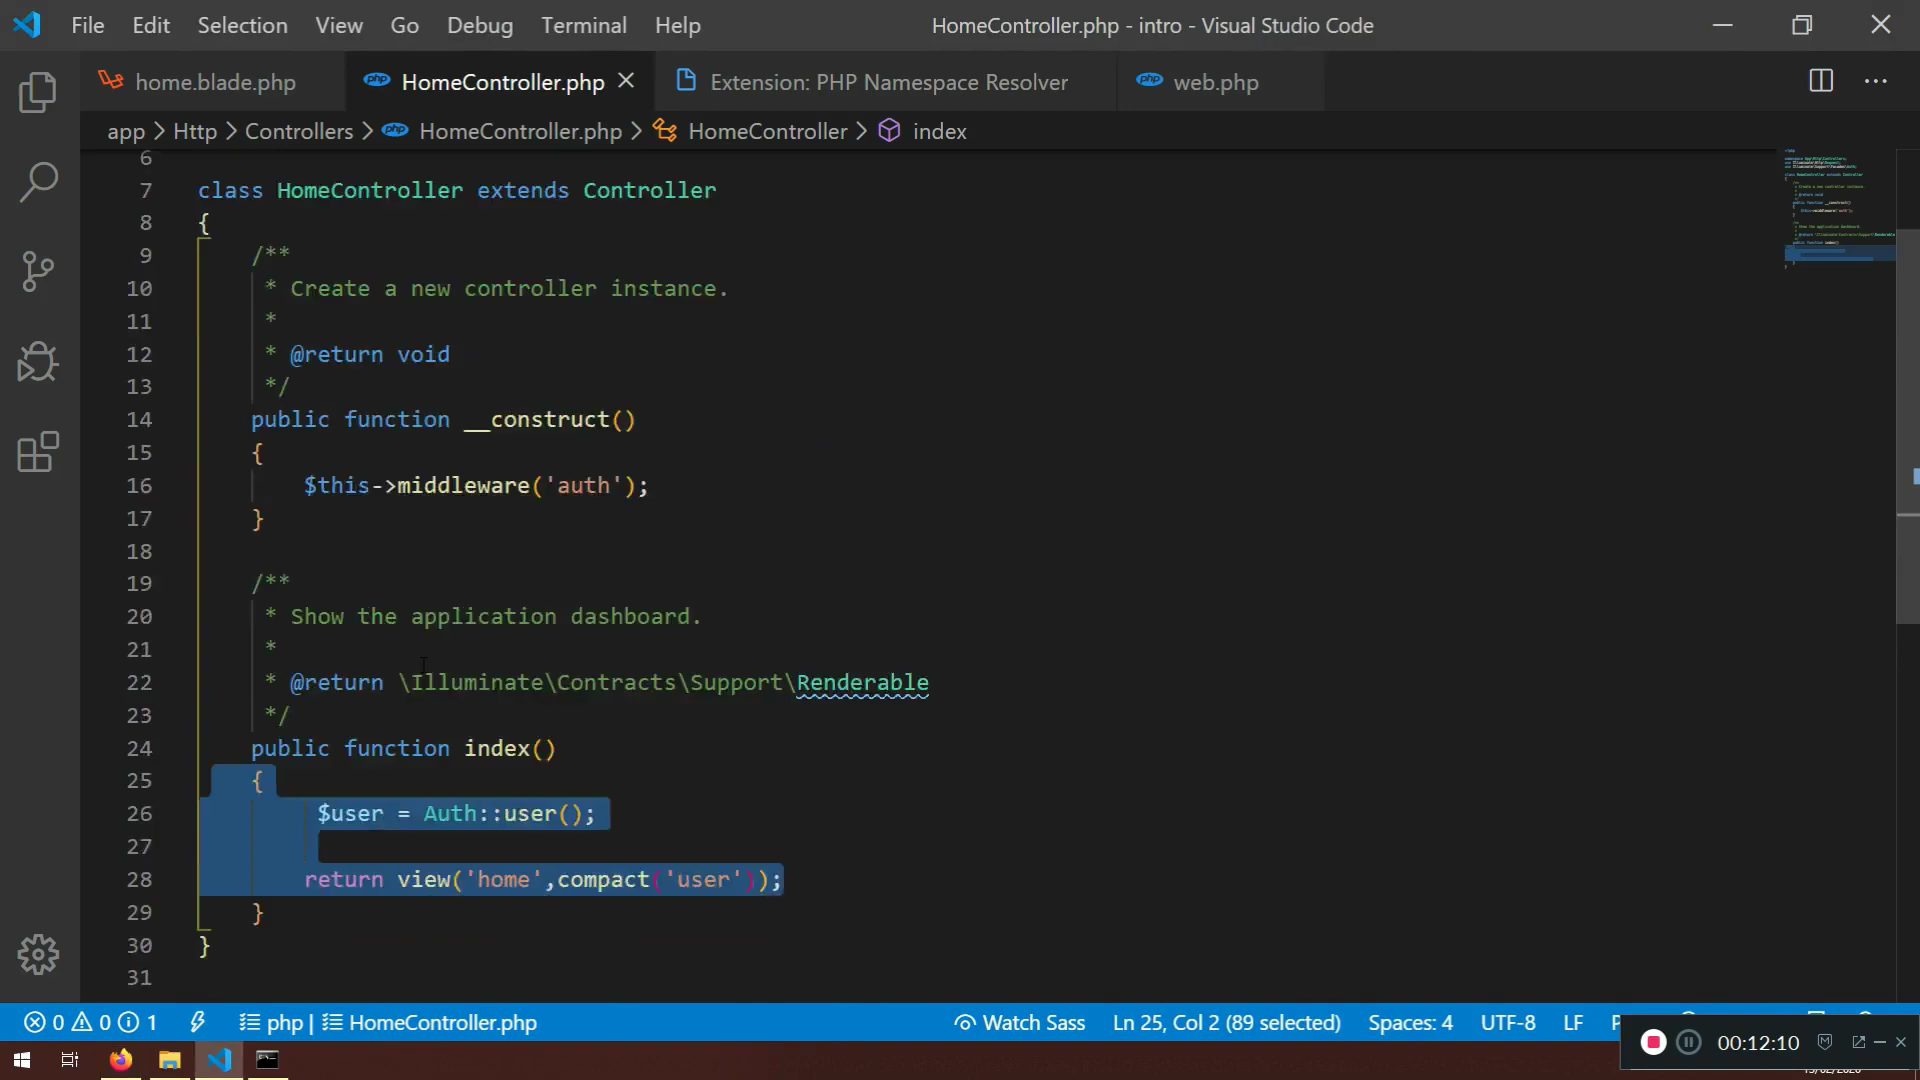 File Edit Selection View Go Debug Terminal Help HomeController.php - intro - Visual Studio Code
home.blade.php php HomeController.php Extension: PHP Namespace Resolver php web.php
app > Http > Controllers > php HomeController.php > HomeController > index
6
7 class HomeController extends Controller
8 {
9 /**
10 * Create a new controller instance.
11 *
12 * @return void
13 */
14 public function __construct()
15 {
16 $this->middleware('auth');
17 }
18
19 /**
20 * Show the application dashboard.
21 *
22 * @return \Illuminate\Contracts\Support\Renderable
23 */
24 public function index()
25 {
26 $user = Auth::user();
27
28 return view('home',compact('user'));
29 }
30 }
31
0 0 1 php | HomeController.php Watch Sass Ln 25, Col 2 (89 selected) Spaces: 4 UTF-8 LF
00:12:10